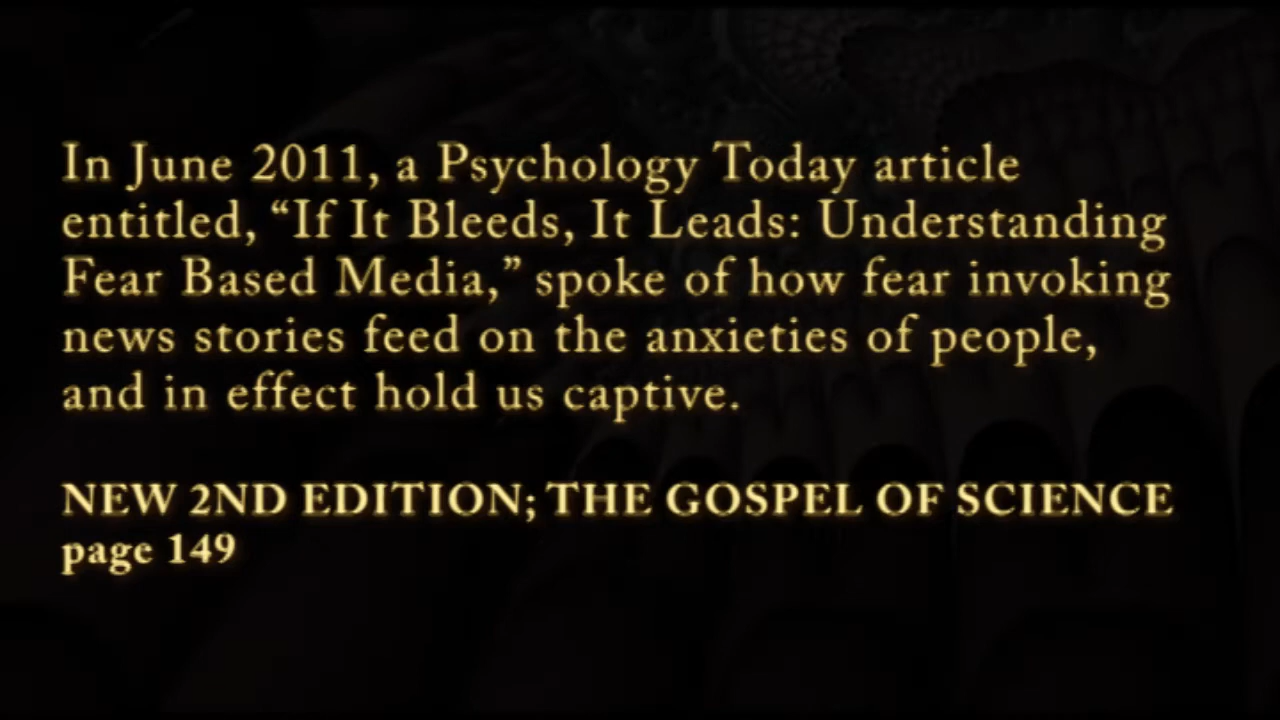 In June 2011, a Psychology Today article
entitled, “If It Bleeds, It Leads: Understanding
Fear Based Media,” spoke of how fear invoking
news stories feed on the anxieties of people,
and in effect hold us captive.
NEW 2ND EDITION; THE GOSPEL OF SCIENCE
page 149